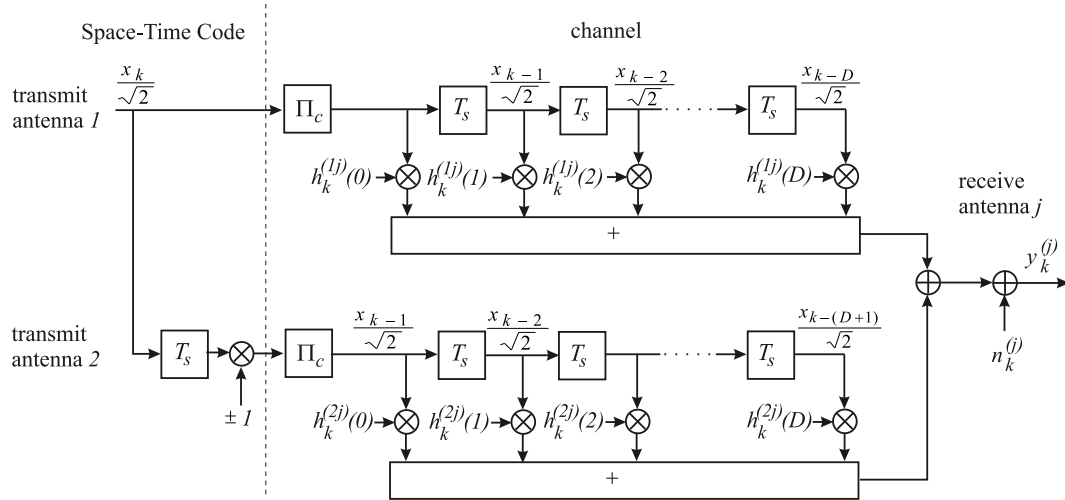 Space-Time Code
channel
transmit antenna 1
x_k/√2
Π_c
T_s
x_{k-1}/√2
T_s
x_{k-2}/√2
· · · · · ·
T_s
x_{k-D}/√2
h_k^{(1j)}(0)
h_k^{(1j)}(1)
h_k^{(1j)}(2)
h_k^{(1j)}(D)
+
receive antenna j
y_k^{(j)}
n_k^{(j)}
transmit antenna 2
T_s
± 1
Π_c
x_{k-1}/√2
T_s
x_{k-2}/√2
T_s
· · · · · ·
T_s
x_{k-(D+1)}/√2
h_k^{(2j)}(0)
h_k^{(2j)}(1)
h_k^{(2j)}(2)
h_k^{(2j)}(D)
+